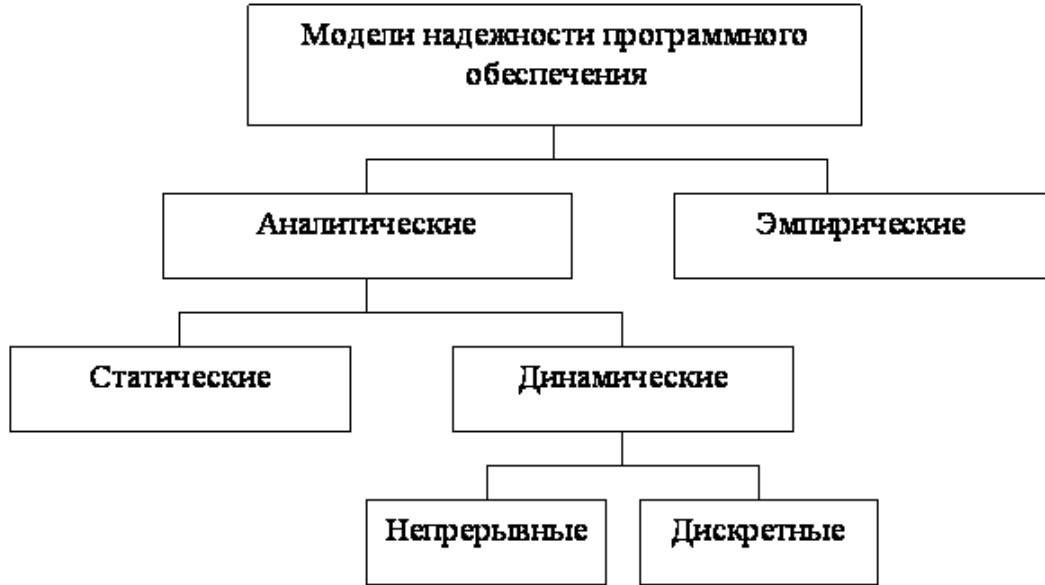 Модели надежности программного
обеспечения
Аналитические
Эмпирические
Статические
Динамические
Непрерывные
Дискретные